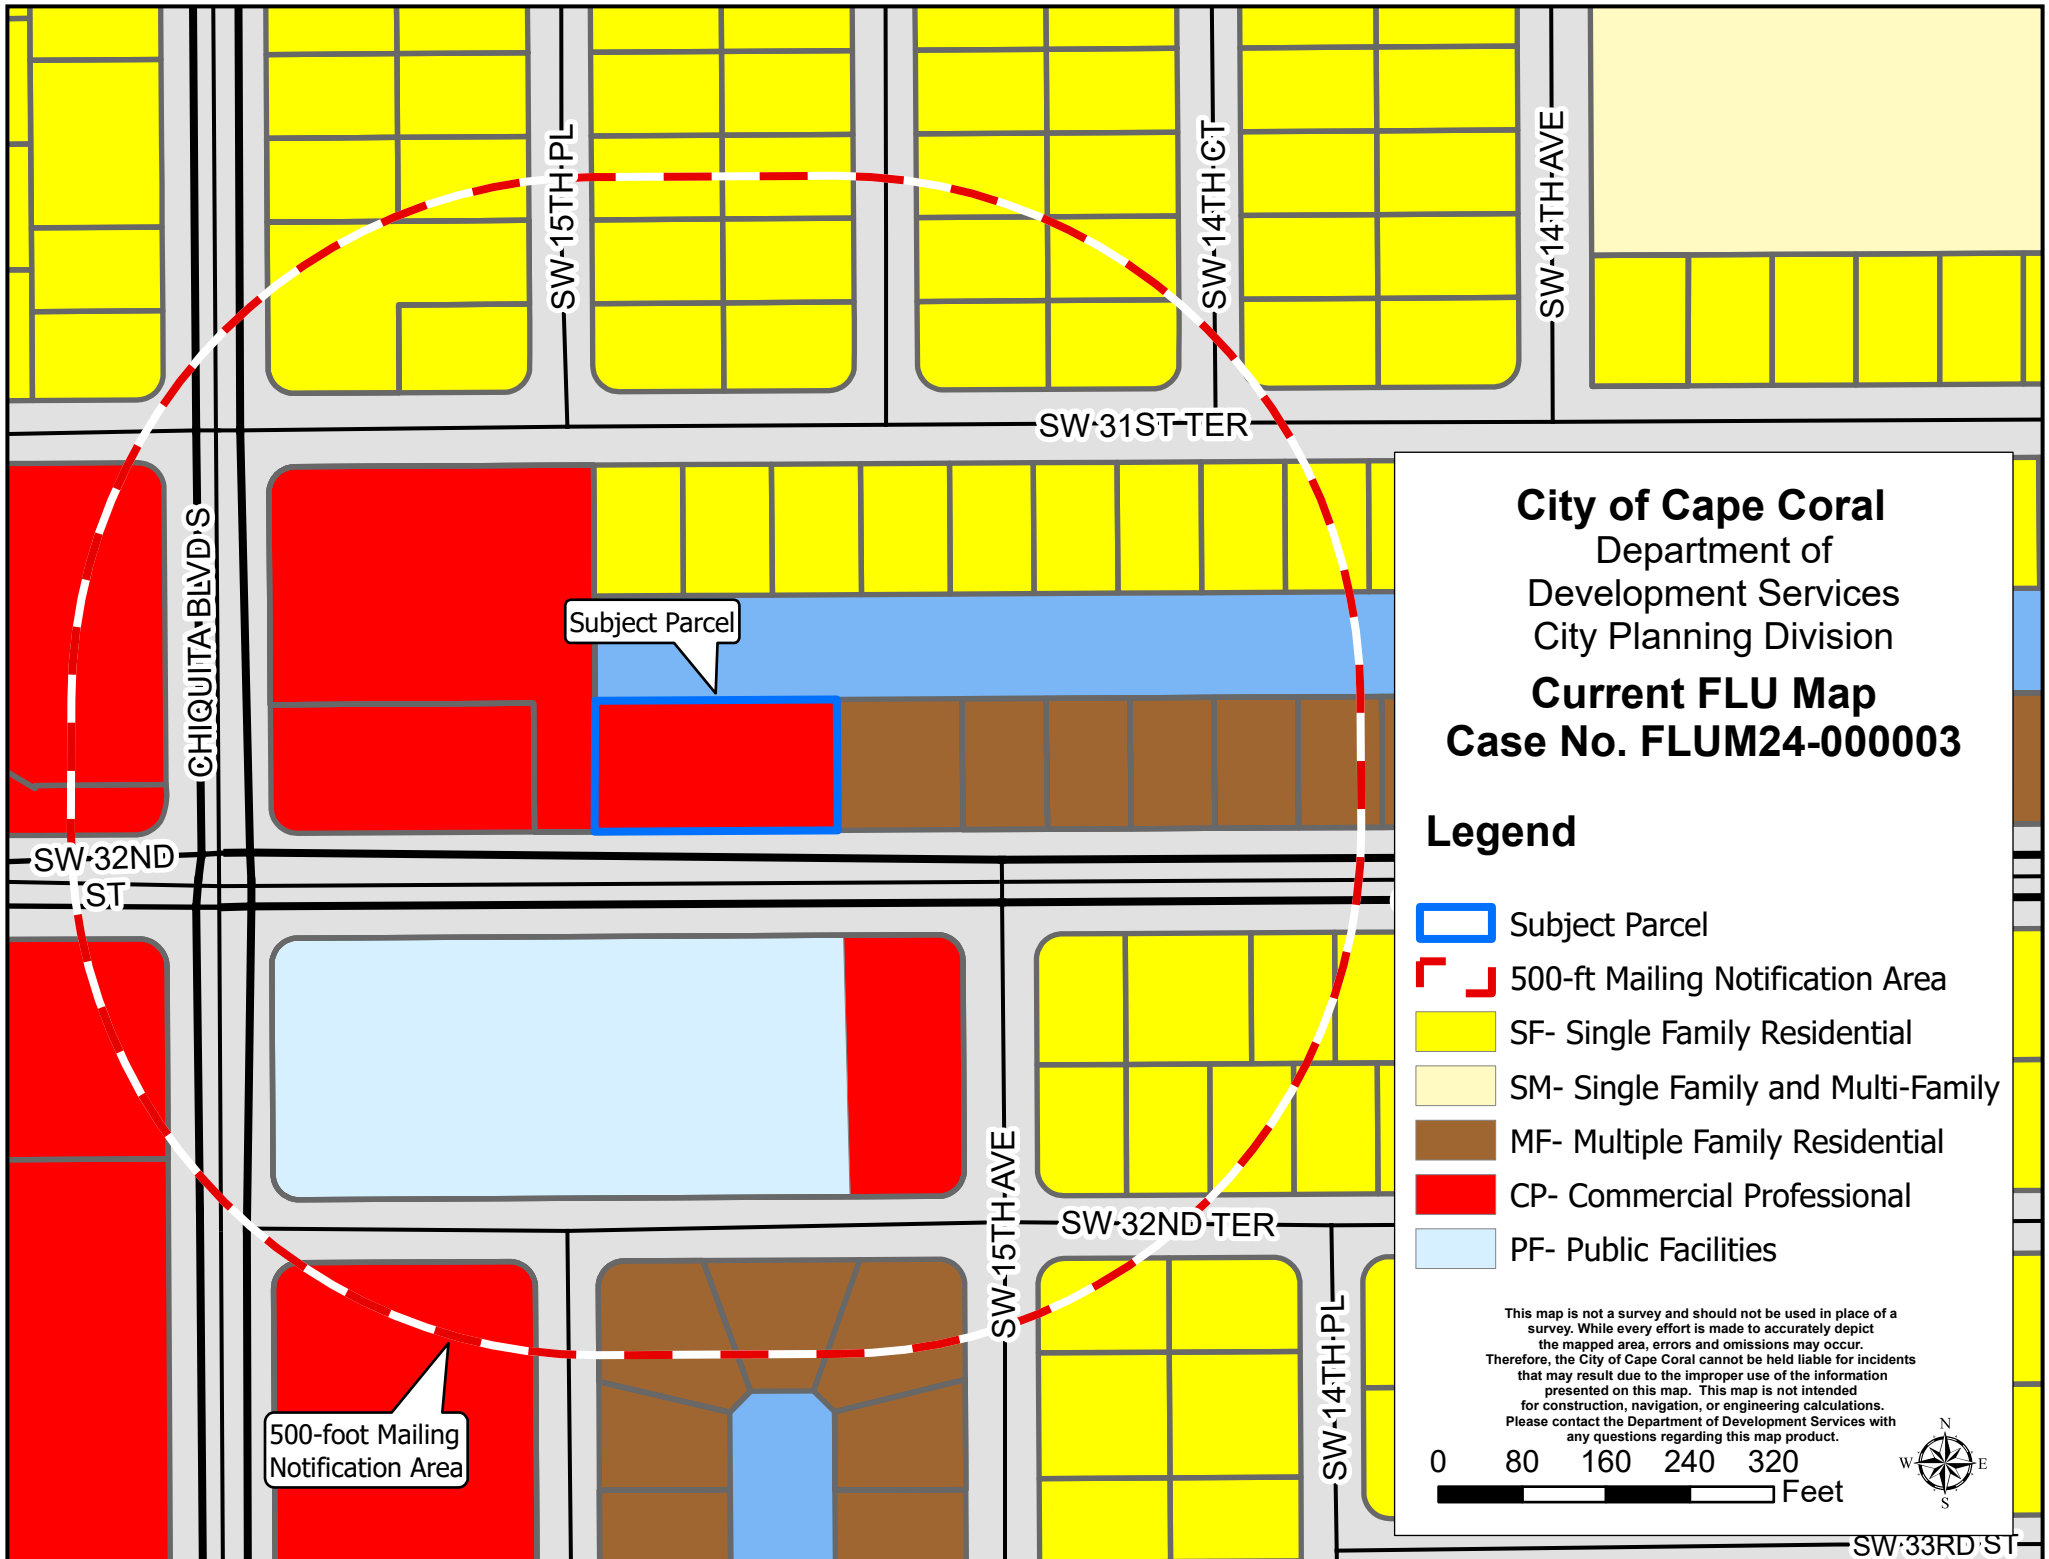 SW 15TH PL
SW 14TH CT
SW 14TH AVE
SW 31ST TER
CHIQUITA BLVD S
Subject Parcel
SW 32ND
ST
SW 15TH AVE
SW 32ND TER
SW 14TH PL
500-foot Mailing
Notification Area
SW 33RD ST
City of Cape Coral
Department of
Development Services
City Planning Division
Current FLU Map
Case No. FLUM24-000003
Legend
Subject Parcel
500-ft Mailing Notification Area
SF- Single Family Residential
SM- Single Family and Multi-Family
MF- Multiple Family Residential
CP- Commercial Professional
PF- Public Facilities
This map is not a survey and should not be used in place of a
survey. While every effort is made to accurately depict
the mapped area, errors and omissions may occur.
Therefore, the City of Cape Coral cannot be held liable for incidents
that may result due to the improper use of the information
presented on this map. This map is not intended
for construction, navigation, or engineering calculations.
Please contact the Department of Development Services with
any questions regarding this map product.
0 80 160 240 320
Feet
N
W E
S